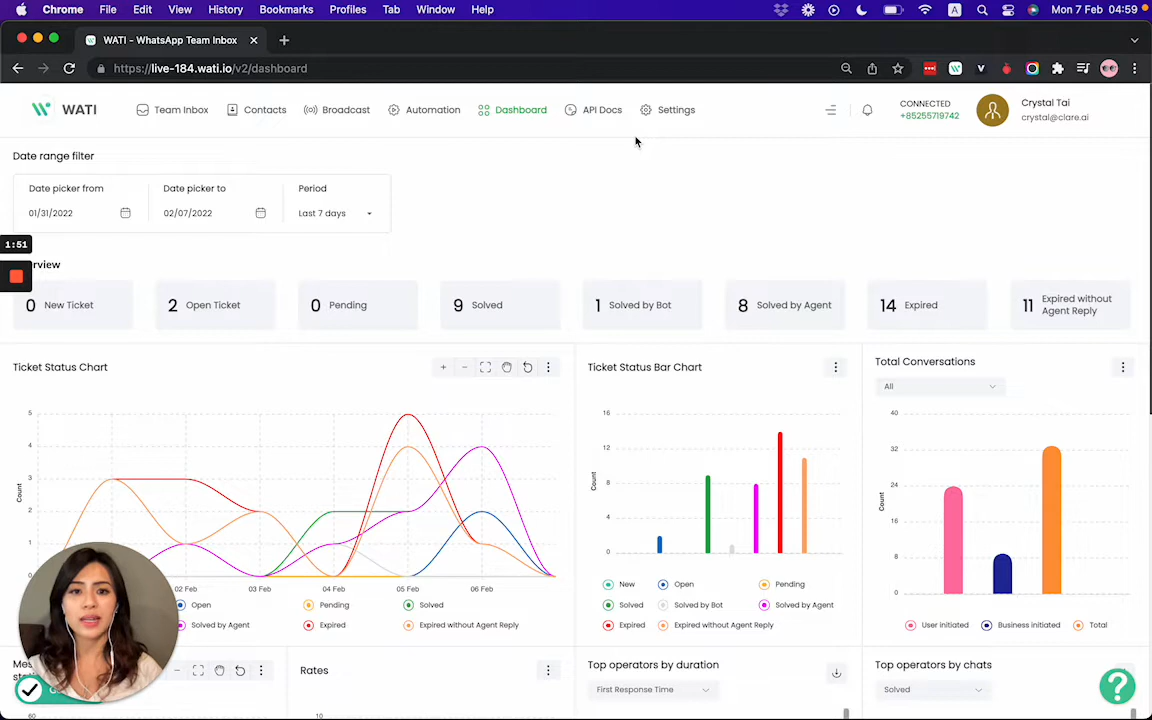 Chrome File Edit View History Bookmarks Profiles Tab Window Help A Mon 7 Feb 04:59
WATI - WhatsApp Team Inbox
https://live-184.wati.io/v2/dashboard
WATI Team Inbox Contacts Broadcast Automation Dashboard API Docs Settings
CONNECTED
+85255719742
Crystal Tai
crystal@clare.ai
Date range filter
Date picker from Date picker to Period
01/31/2022 02/07/2022 Last 7 days
1:51
rview
0 New Ticket 2 Open Ticket 0 Pending 9 Solved 1 Solved by Bot 8 Solved by Agent 14 Expired 11 Expired without Agent Reply
Ticket Status Chart
5
4
3
2
1
0
Count
02 Feb 03 Feb 04 Feb 05 Feb 06 Feb
Open Pending Solved
Solved by Agent Expired Expired without Agent Reply
Ticket Status Bar Chart
16
12
8
4
0
Count
New Open Pending
Solved Solved by Bot Solved by Agent
Expired Expired without Agent Reply
Total Conversations
All
40
32
24
16
8
0
Count
User initiated Business initiated Total
Mes
60
Rates
10
Top operators by duration
First Response Time
Top operators by chats
Solved
?